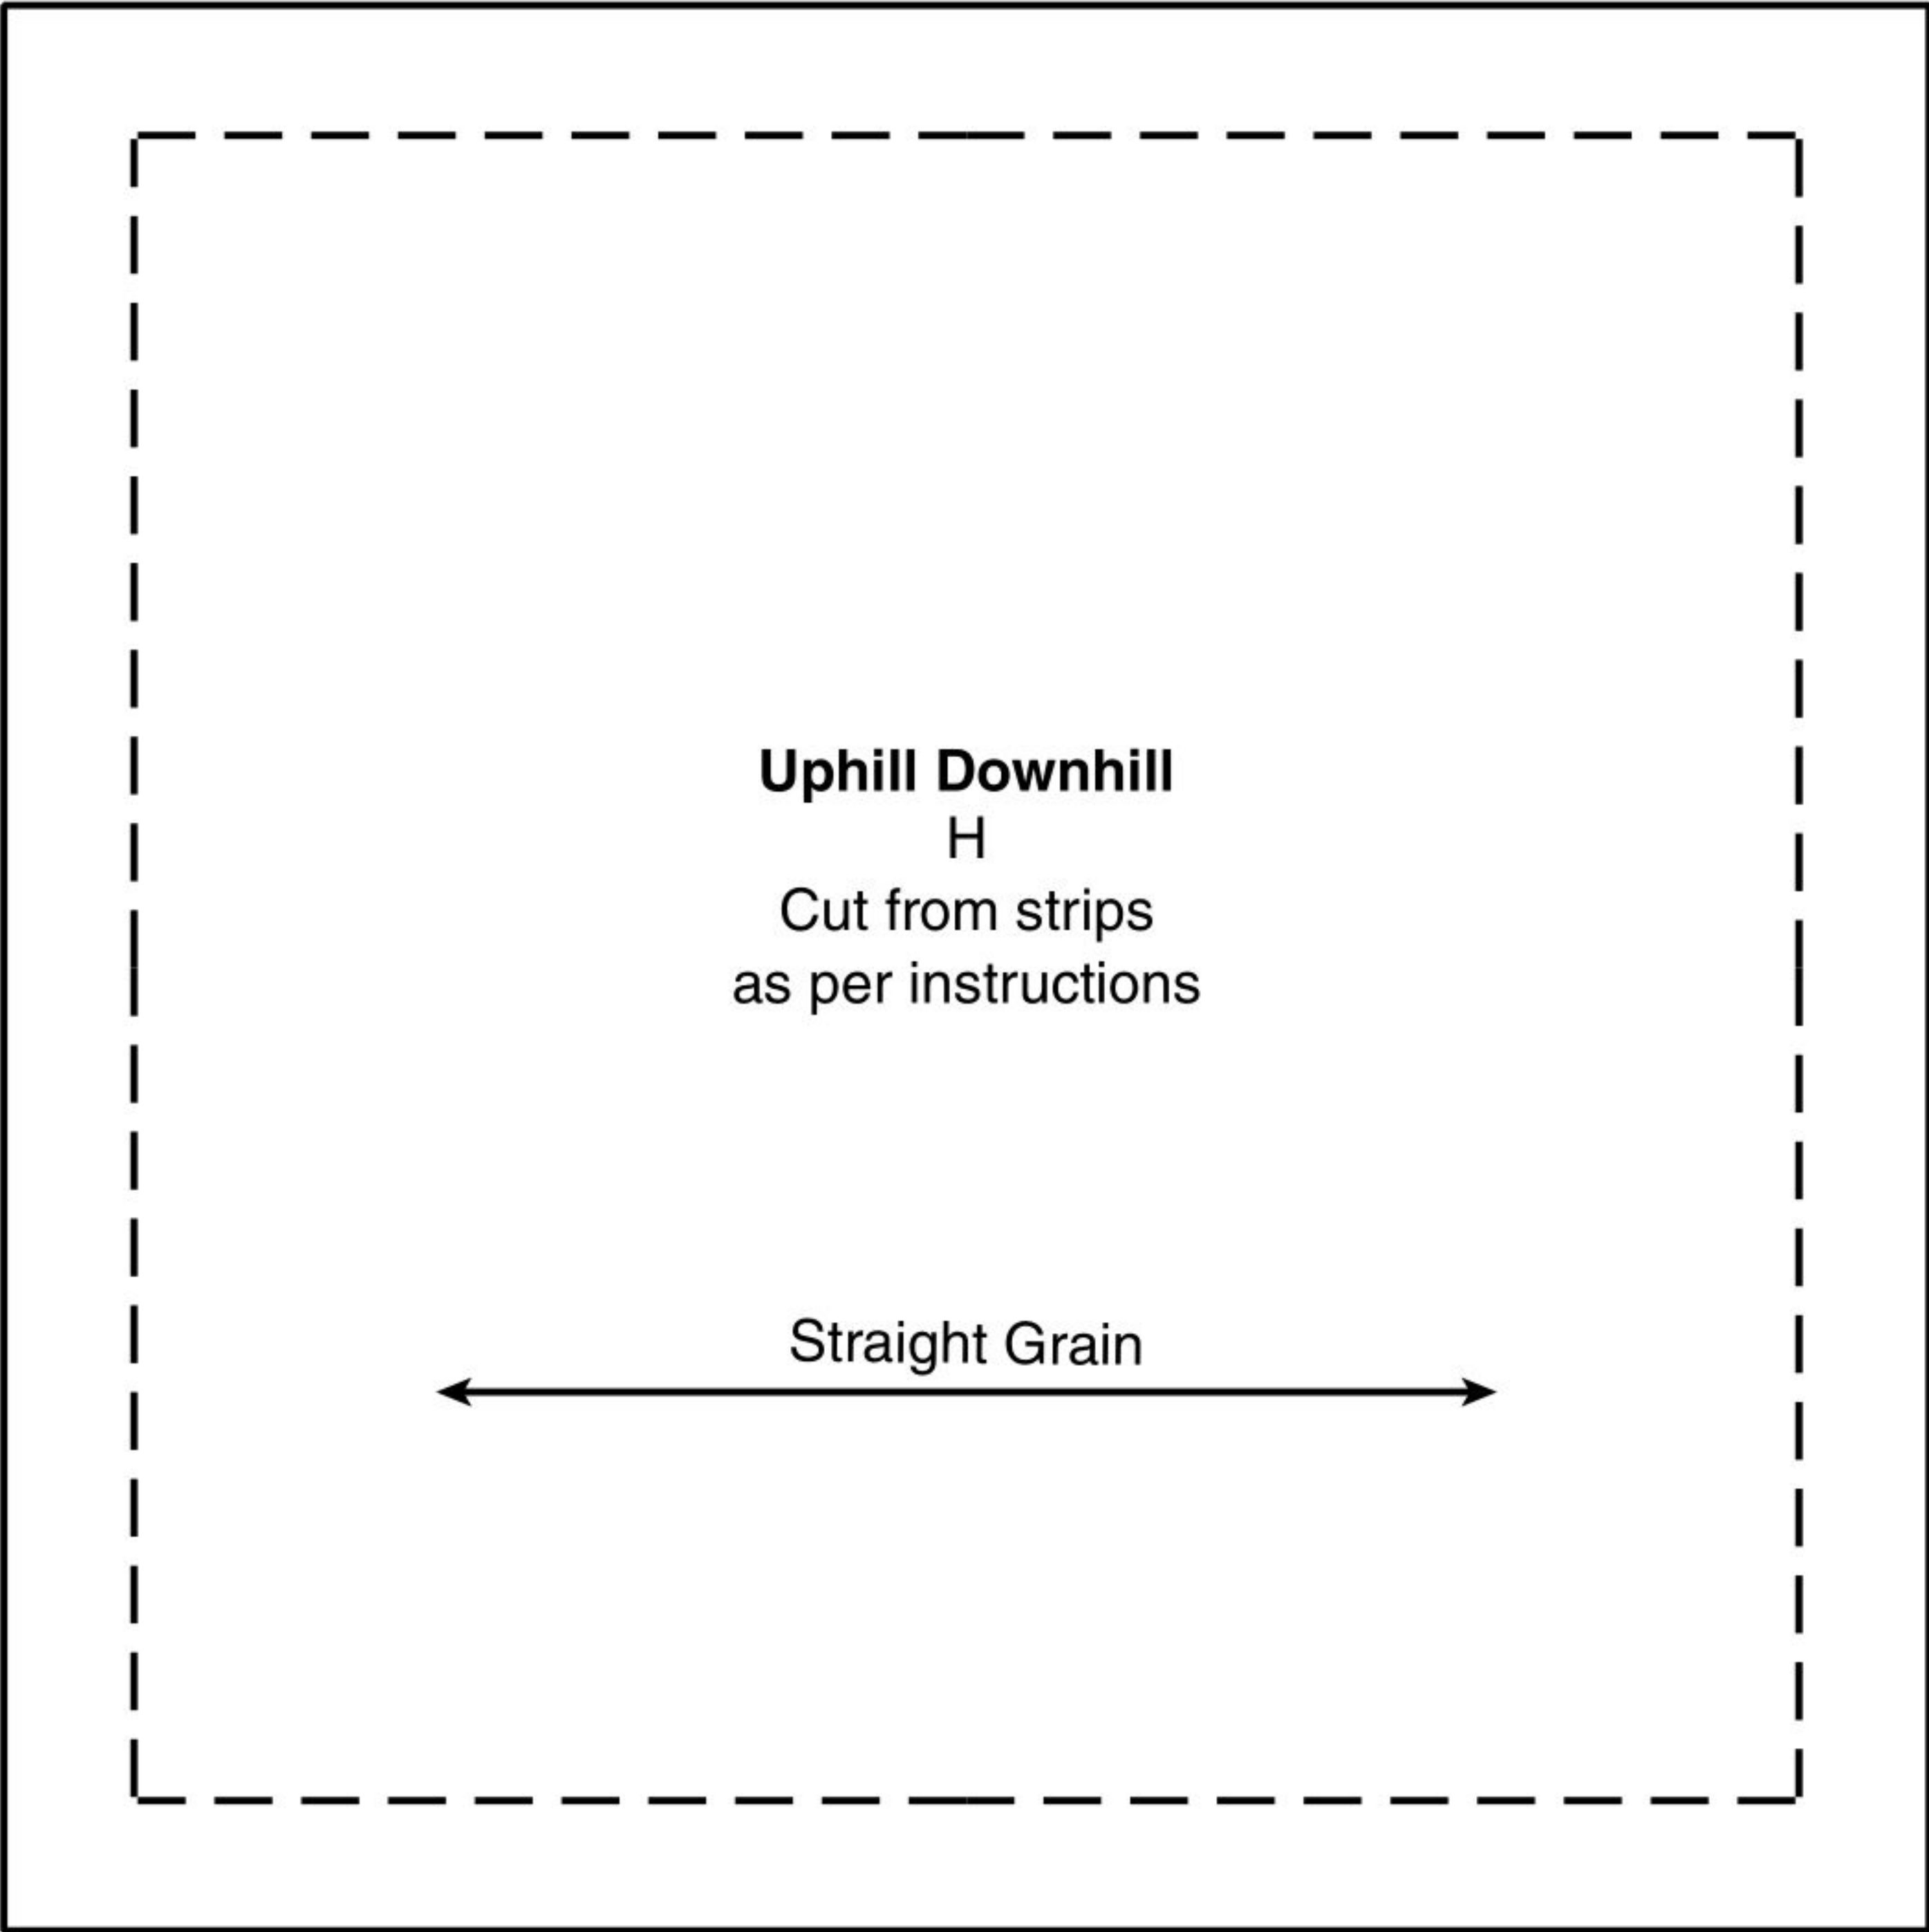 Uphill Downhill
H
Cut from strips
as per instructions
Straight Grain